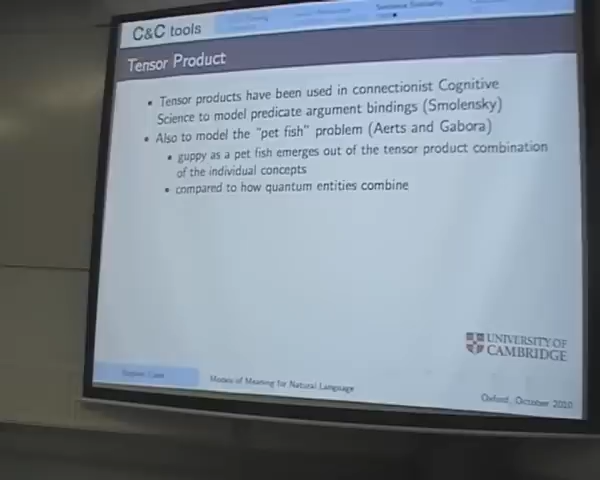 C&C tools
Tensor Product
• Tensor products have been used in connectionist Cognitive
Science to model predicate argument bindings (Smolensky)
• Also to model the "pet fish" problem (Aerts and Gabora)
• guppy as a pet fish emerges out of the tensor product combination
of the individual concepts
• compared to how quantum entities combine
UNIVERSITY OF
CAMBRIDGE
Models of Meaning for Natural Language
Oxford, October 2010